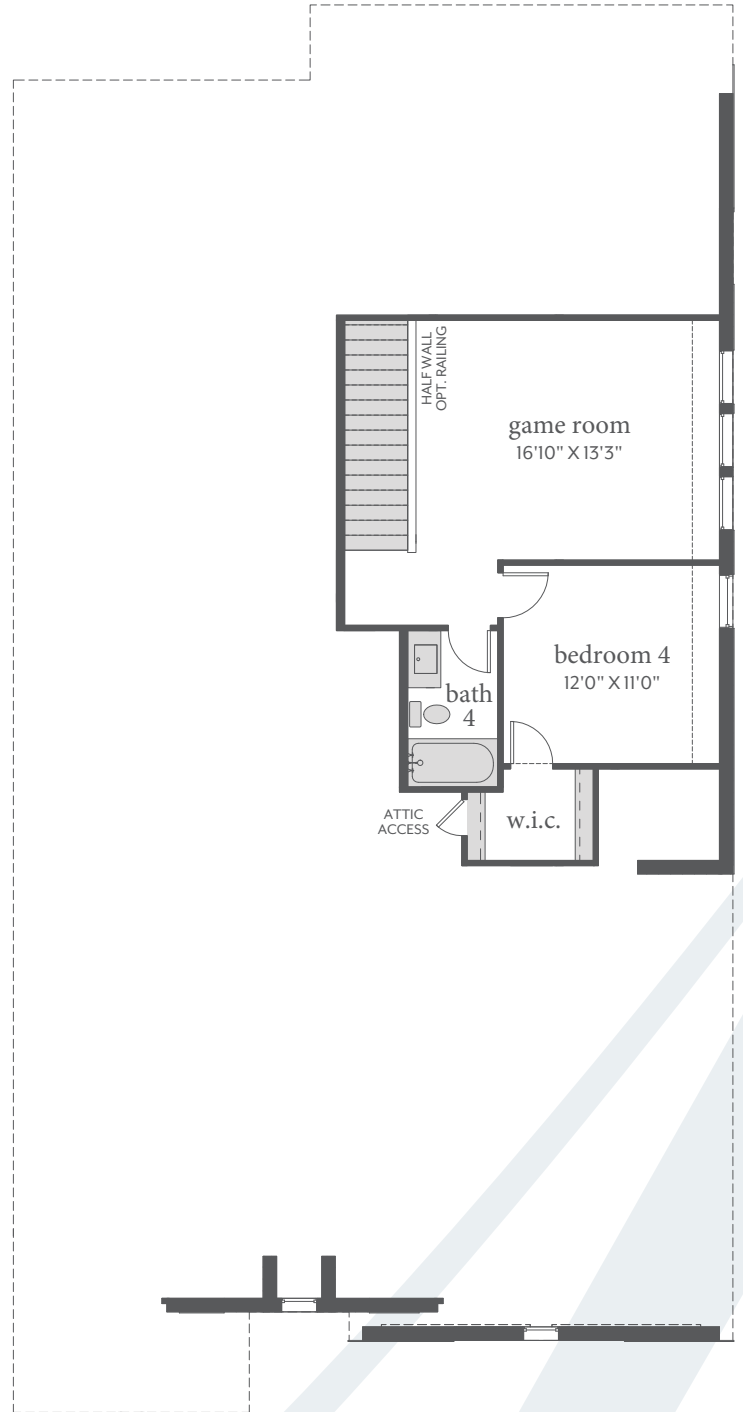 HALF WALL
OPT. RAILING
game room
16'10" X 13'3"
bedroom 4
12'0" X 11'0"
bath
4
ATTIC
ACCESS
w.i.c.